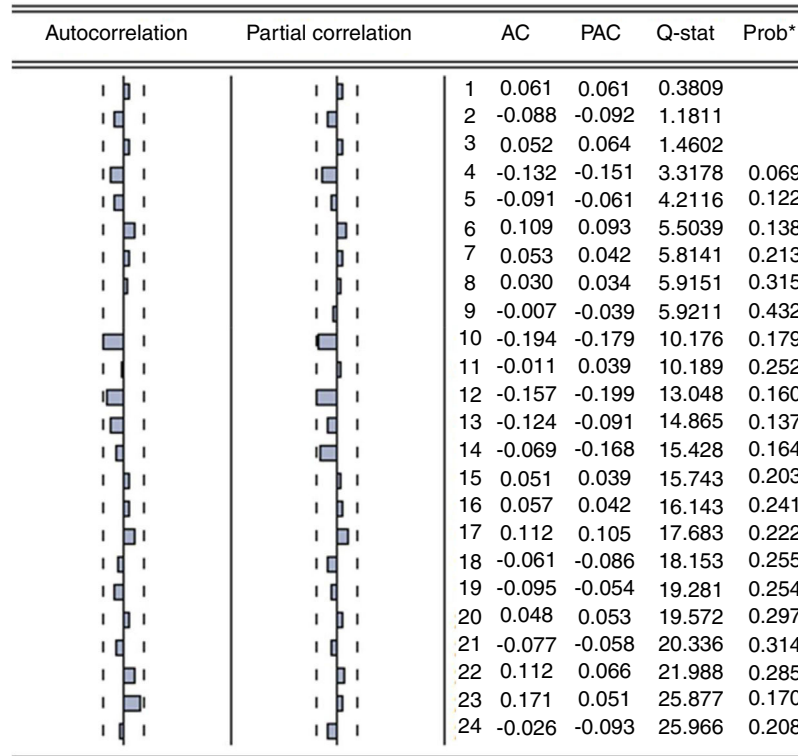 Autocorrelation Partial correlation AC PAC Q-stat Prob*
1 0.061 0.061 0.3809
2 -0.088 -0.092 1.1811
3 0.052 0.064 1.4602
4 -0.132 -0.151 3.3178 0.069
5 -0.091 -0.061 4.2116 0.122
6 0.109 0.093 5.5039 0.138
7 0.053 0.042 5.8141 0.213
8 0.030 0.034 5.9151 0.315
9 -0.007 -0.039 5.9211 0.432
10 -0.194 -0.179 10.176 0.179
11 -0.011 0.039 10.189 0.252
12 -0.157 -0.199 13.048 0.160
13 -0.124 -0.091 14.865 0.137
14 -0.069 -0.168 15.428 0.164
15 0.051 0.039 15.743 0.203
16 0.057 0.042 16.143 0.241
17 0.112 0.105 17.683 0.222
18 -0.061 -0.086 18.153 0.255
19 -0.095 -0.054 19.281 0.254
20 0.048 0.053 19.572 0.297
21 -0.077 -0.058 20.336 0.314
22 0.112 0.066 21.988 0.285
23 0.171 0.051 25.877 0.170
24 -0.026 -0.093 25.966 0.208